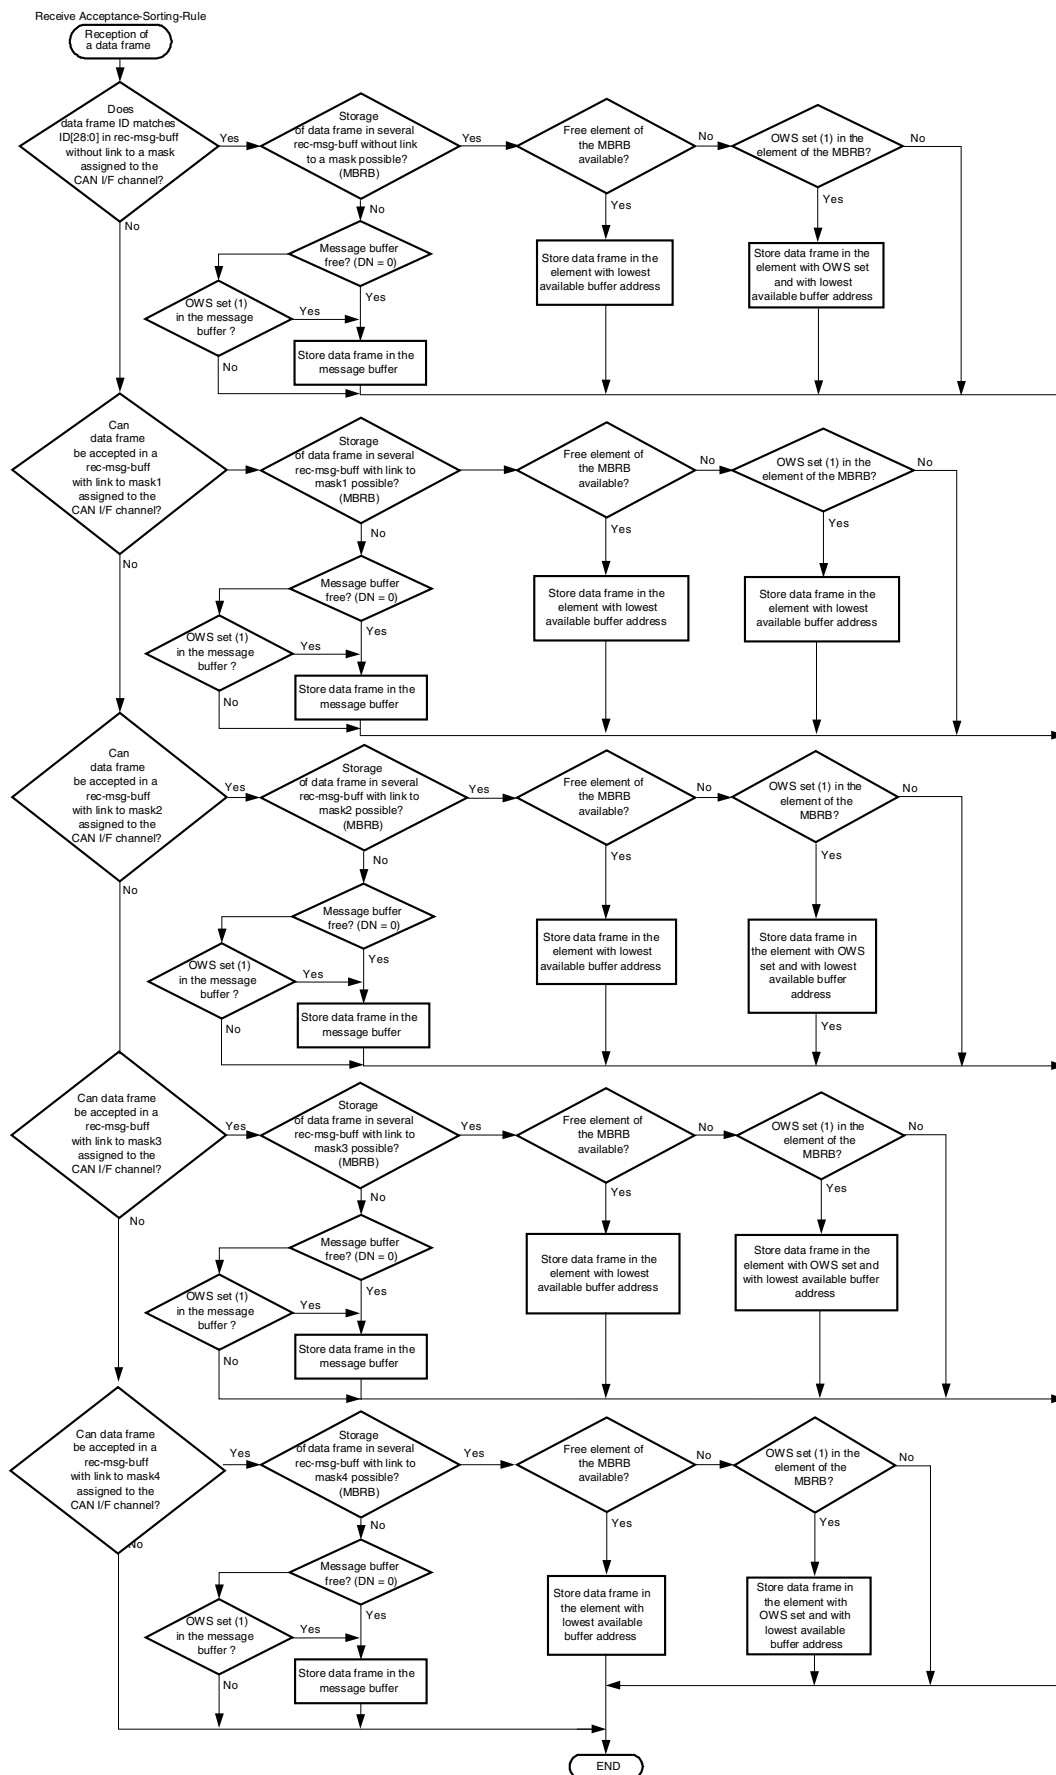 Receive Acceptance-Sorting-Rule
Reception of
a data frame
Does
data frame ID matches
ID[28:0] in rec-msg-buff
without link to a mask
assigned to the
CAN I/F channel?
Yes
No
Storage
of data frame in several
rec-msg-buff without link
to a mask possible?
(MBRB)
Yes
No
Free element of
the MBRB
available?
No
Yes
OWS set (1) in the
element of the MBRB?
No
Yes
Message buffer
free? (DN = 0)
Yes
OWS set (1)
in the message
buffer ?
Yes
No
Store data frame in the
message buffer
Store data frame in the
element with lowest
available buffer address
Store data frame in the
element with OWS set
and with lowest
available buffer address
Can
data frame
be accepted in a
rec-msg-buff
with link to mask1
assigned to the
CAN I/F channel?
No
Storage
of data frame in several
rec-msg-buff with link to
mask1 possible?
(MBRB)
No
Free element of
the MBRB
available?
No
Yes
OWS set (1) in the
element of the MBRB?
No
Yes
Message buffer
free? (DN = 0)
Yes
OWS set (1)
in the message
buffer ?
Yes
No
Store data frame in the
message buffer
Store data frame in the
element with lowest
available buffer address
Store data frame in the
element with lowest
available buffer address
Can
data frame
be accepted in a
rec-msg-buff
with link to mask2
assigned to the
CAN I/F channel?
Yes
No
Storage
of data frame in several
rec-msg-buff with link to
mask2 possible?
(MBRB)
Yes
No
Free element of
the MBRB
available?
No
Yes
OWS set (1) in the
element of the
MBRB?
No
Yes
Message buffer
free? (DN = 0)
Yes
OWS set (1)
in the message
buffer ?
Yes
No
Store data frame in the
message buffer
Store data frame in the
element with lowest
available buffer address
Store data frame in
the element with OWS
set and with lowest
available buffer
address
Yes
Can data frame
be accepted in a
rec-msg-buff
with link to mask3
assigned to the
CAN I/F channel?
Yes
No
Storage
of data frame in several
rec-msg-buff with link to
mask3 possible?
(MBRB)
Yes
No
Free element of
the MBRB
available?
No
Yes
OWS set (1) in the
element of the
MBRB?
No
Yes
Message buffer
free? (DN = 0)
Yes
OWS set (1)
in the message
buffer ?
Yes
No
Store data frame in the
message buffer
Store data frame in the
element with lowest
available buffer address
Store data frame in the
element with OWS set and
with lowest available buffer
address
Can data frame
be accepted in a
rec-msg-buff
with link to mask4
assigned to the
CAN I/F channel?
Yes
No
Storage
of data frame in several
rec-msg-buff with link to
mask4 possible?
(MBRB)
Yes
No
Free element of
the MBRB
available?
No
Yes
OWS set (1) in the
element of the
MBRB?
No
Yes
Message buffer
free? (DN = 0)
Yes
OWS set (1)
in the message
buffer ?
Yes
No
Store data frame in the
message buffer
Store data frame in
the element with
lowest available
buffer address
Store data frame in
the element with
OWS set and with
lowest available
buffer address
END